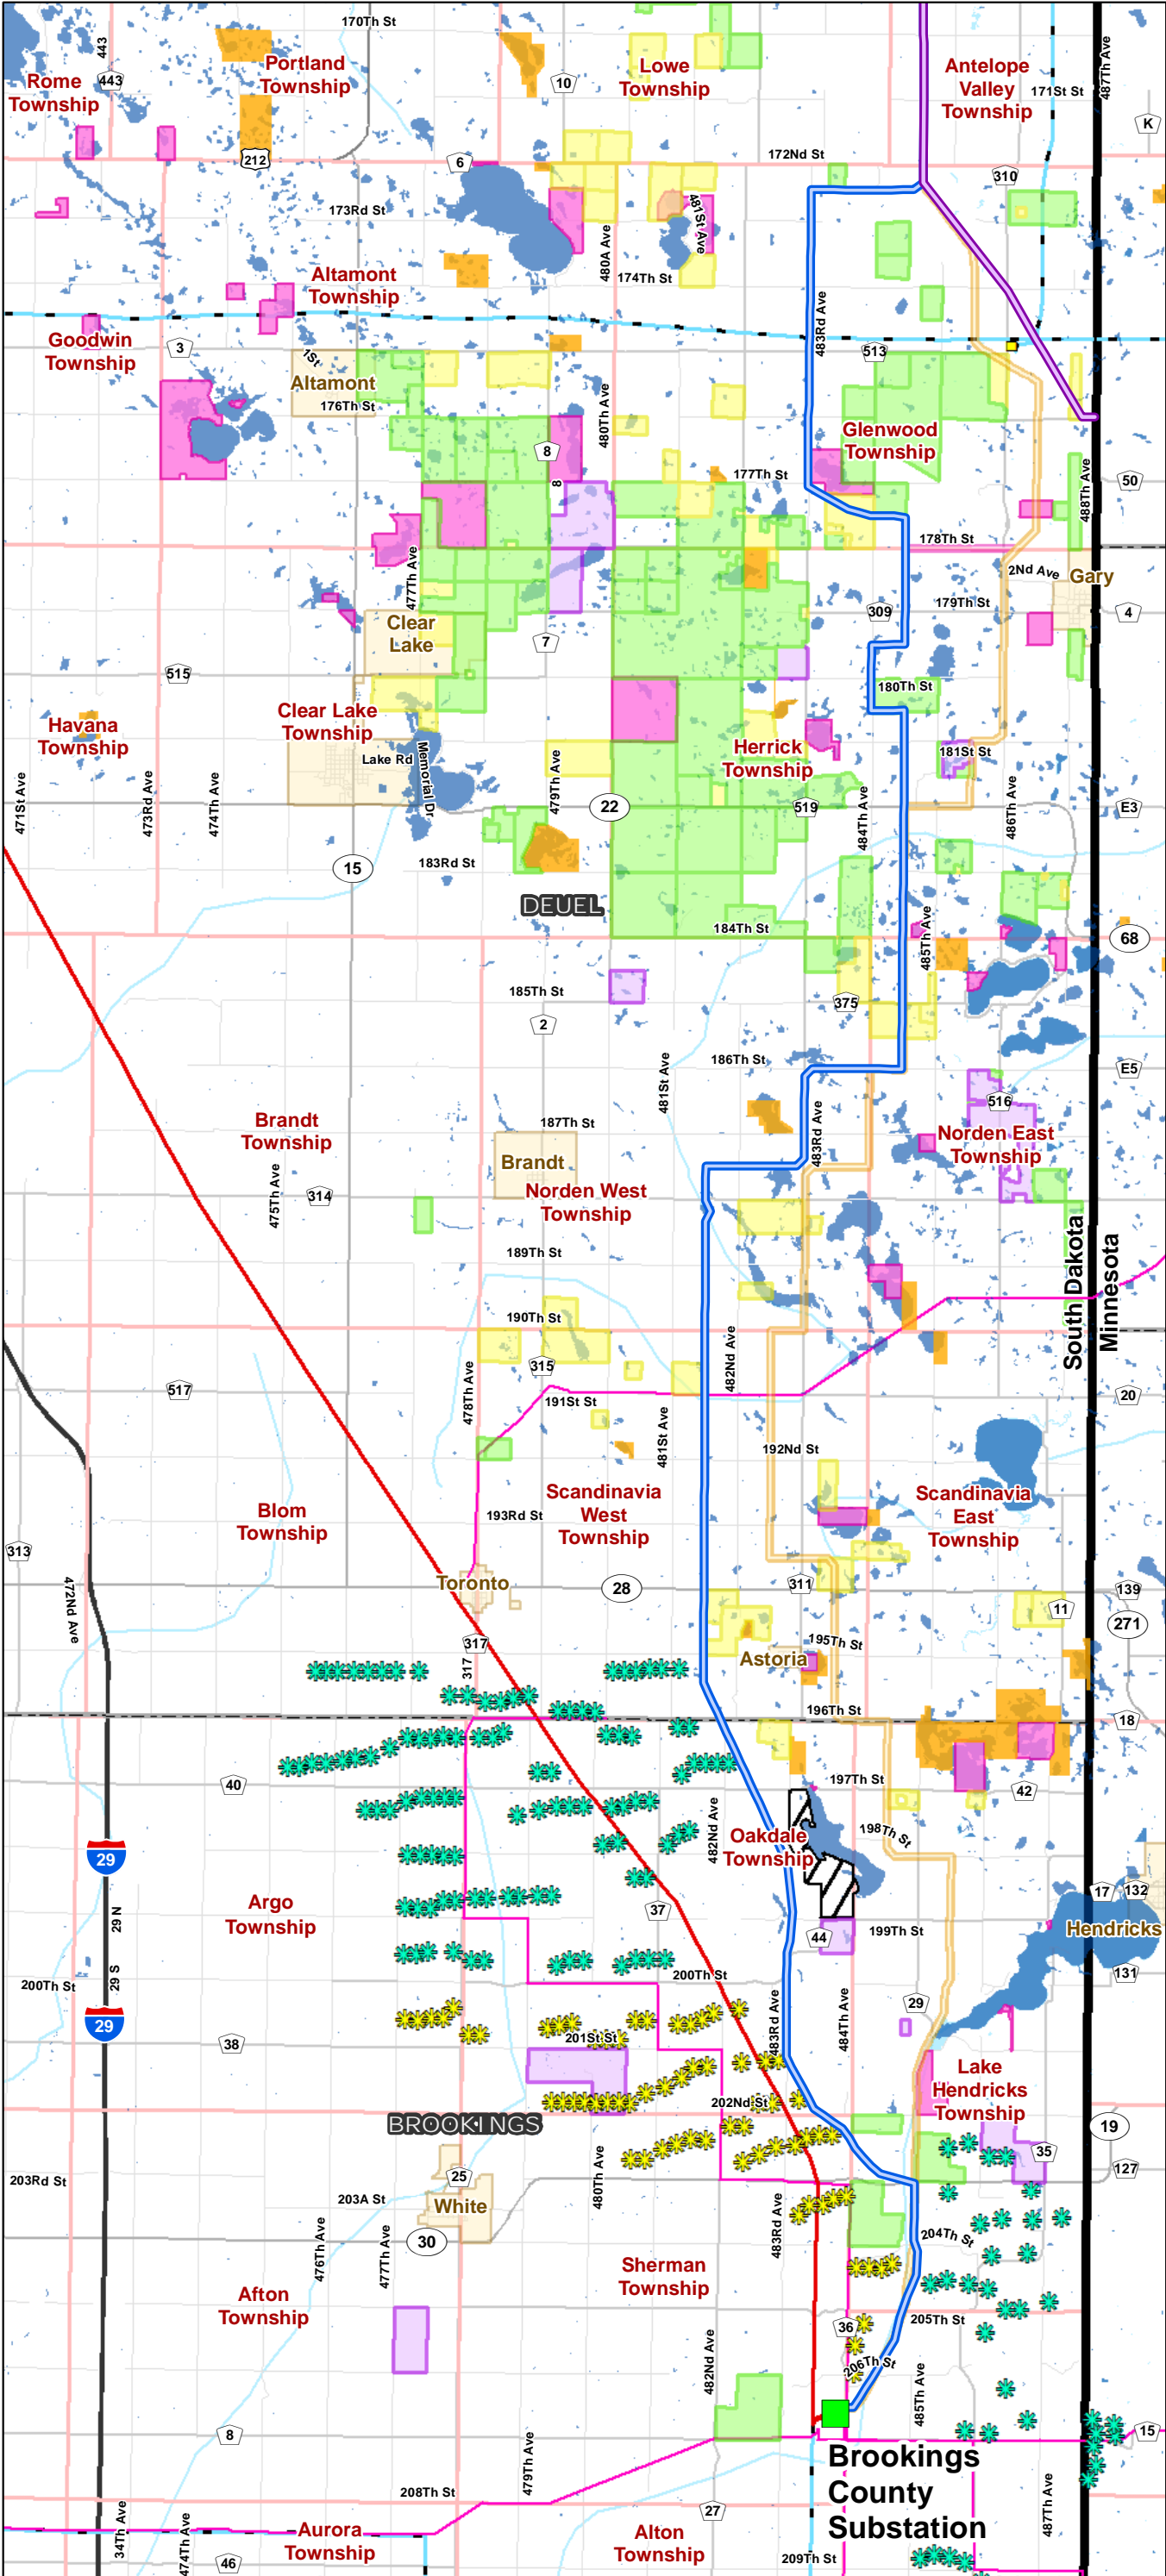 170Th St
443
487Th Ave
Portland
Township
Lowe
Township
Antelope
Valley
Township
Rome
Township
443
10
171St St
K
212
6
172Nd St
310
173Rd St
481St Ave
480A Ave
174Th St
Altamont
Township
483Rd Ave
Goodwin
Township
3
1St
513
Altamont
176Th St
480Th Ave
Glenwood
Township
8
8
177Th St
50
488Th Ave
178Th St
477Th Ave
2Nd Ave
Gary
179Th St
309
4
Clear
Lake
7
515
180Th St
Clear Lake
Township
Havana
Township
Herrick
Township
181St St
Lake Rd
Memorial Dr
471St Ave
473Rd Ave
474Th Ave
479Th Ave
22
519
484Th Ave
486Th Ave
E3
15
183Rd St
DEUEL
184Th St
485Th Ave
68
185Th St
375
2
186Th St
481St Ave
E5
516
Brandt
Township
187Th St
483Rd Ave
Norden East
Township
Brandt
475Th Ave
314
Norden West
Township
South Dakota
Minnesota
189Th St
190Th St
315
478Th Ave
482Nd Ave
517
191St St
20
481St Ave
192Nd St
Scandinavia
West
Township
Scandinavia
East
Township
Blom
Township
193Rd St
313
Toronto
28
311
139
472Nd Ave
11
271
317
317
195Th St
Astoria
196Th St
18
40
197Th St
42
482Nd Ave
Oakdale
Township
198Th St
29
17
132
Argo
Township
37
29 N
44
199Th St
Hendricks
200Th St
29 S
200Th St
131
483Rd Ave
484Th Ave
29
29
38
201St St
Lake
Hendricks
Township
202Nd St
BROOKINGS
19
35
203Rd St
25
480Th Ave
127
203A St
White
30
476Th Ave
477Th Ave
483Rd Ave
204Th St
Afton
Township
Sherman
Township
205Th St
36
482Nd Ave
206Th St
485Th Ave
8
15
479Th Ave
Brookings
County
Substation
208Th St
487Th Ave
27
34Th Ave
474Th Ave
Aurora
Township
Alton
Township
46
209Th St